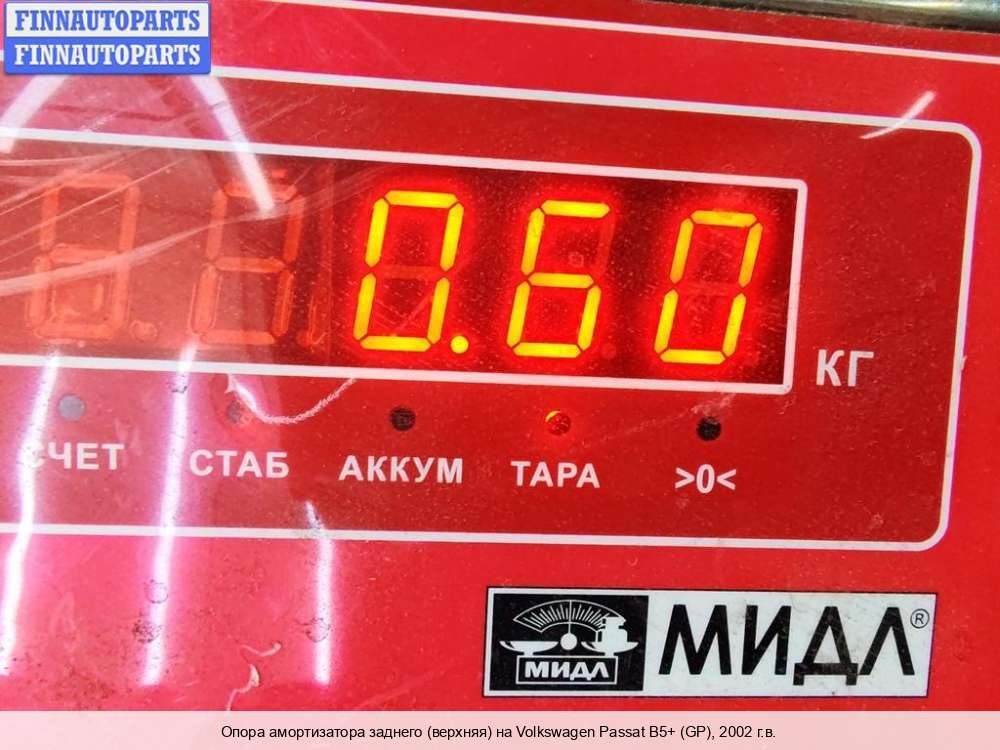 FINNAUTOPARTS
FINNAUTOPARTS
0.60
КГ
СЧЕТ СТАБ АККУМ ТАРА >0<
МИДЛ МИДЛ®
Опора амортизатора заднего (верхняя) на Volkswagen Passat B5+ (GP), 2002 г.в.